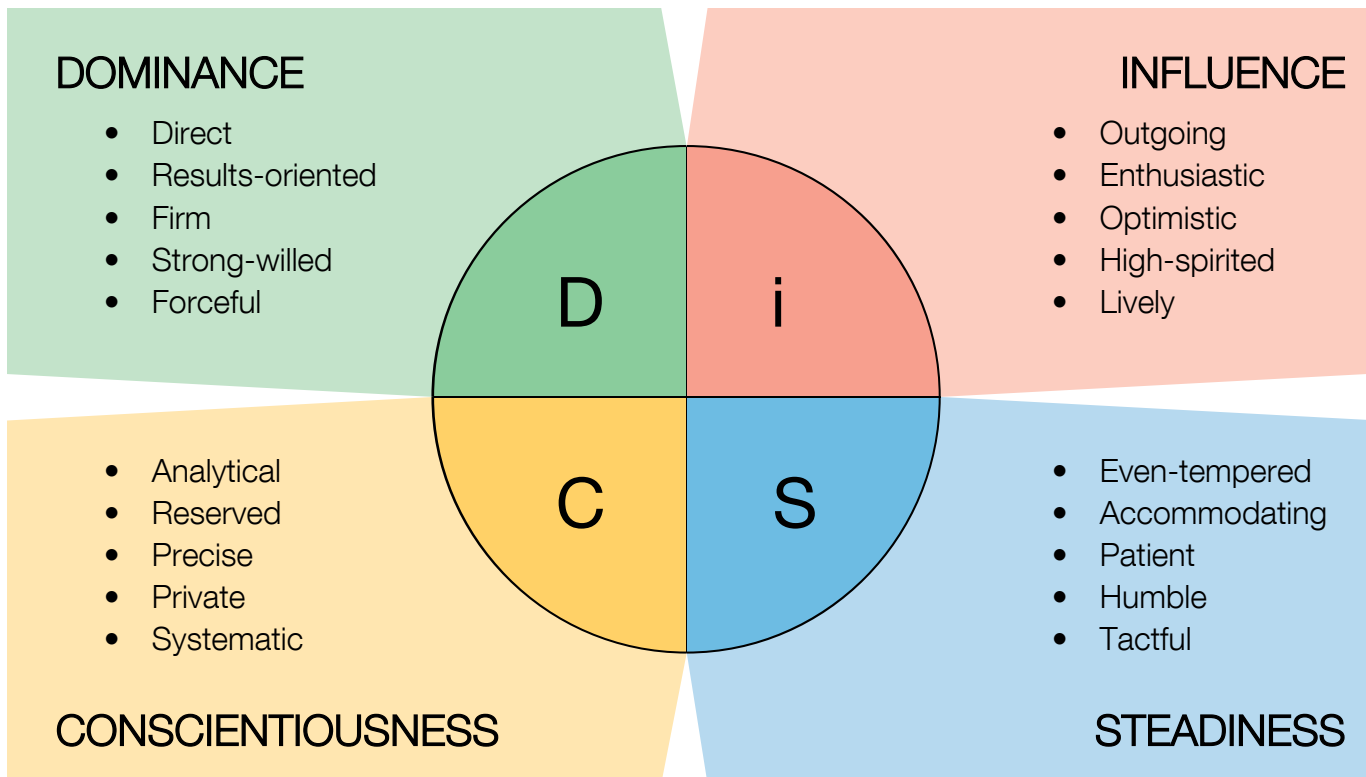 DOMINANCE
• Direct
• Results-oriented
• Firm
• Strong-willed
• Forceful
INFLUENCE
• Outgoing
• Enthusiastic
• Optimistic
• High-spirited
• Lively
D
i
C
S
• Analytical
• Reserved
• Precise
• Private
• Systematic
CONSCIENTIOUSNESS
• Even-tempered
• Accommodating
• Patient
• Humble
• Tactful
STEADINESS